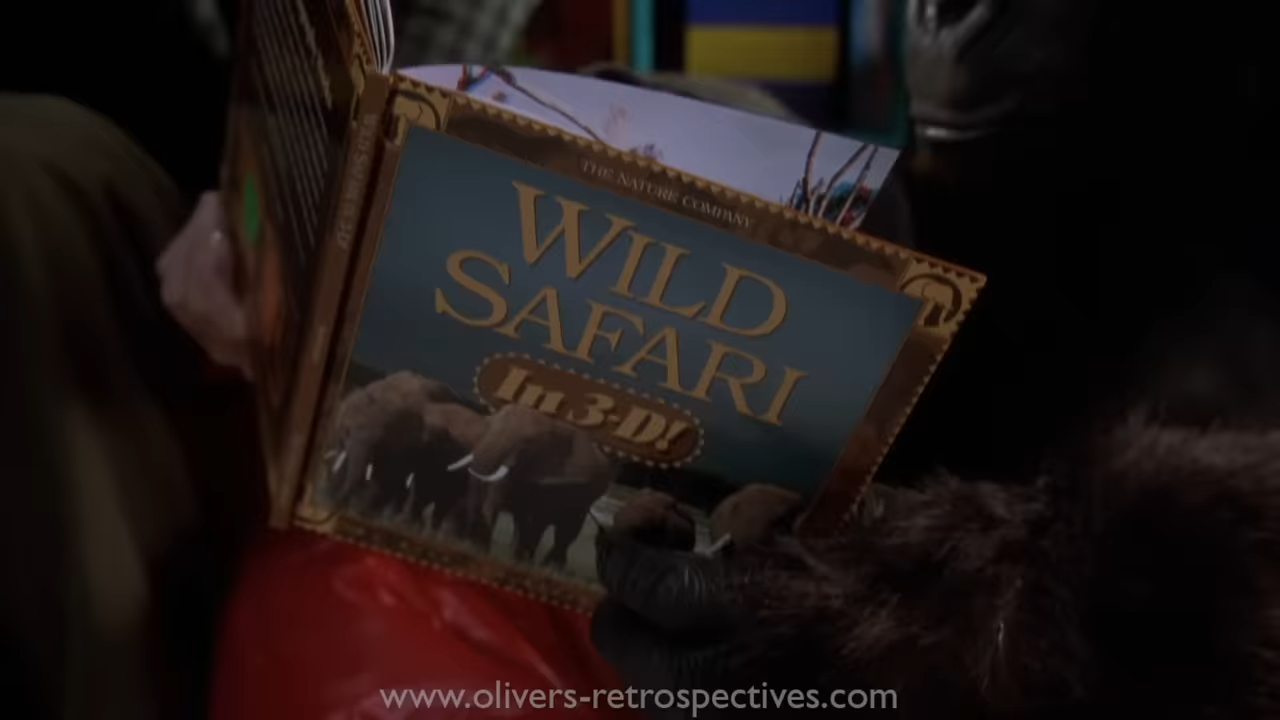 THE NATURE COMPANY
WILD
SAFARI
In 3-D!
www.olivers-retrospectives.com